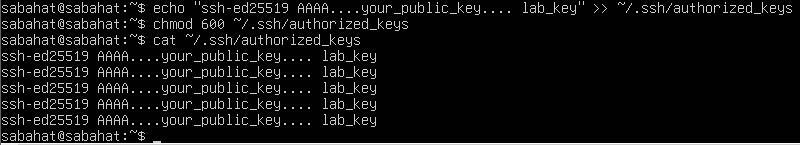 sabahat@sabahat:~$ echo "ssh-ed25519 AAAA....your_public_key.... lab_key" >> ~/.ssh/authorized_keys
sabahat@sabahat:~$ chmod 600 ~/.ssh/authorized_keys
sabahat@sabahat:~$ cat ~/.ssh/authorized_keys
ssh-ed25519 AAAA....your_public_key.... lab_key
ssh-ed25519 AAAA....your_public_key.... lab_key
ssh-ed25519 AAAA....your_public_key.... lab_key
ssh-ed25519 AAAA....your_public_key.... lab_key
ssh-ed25519 AAAA....your_public_key.... lab_key
sabahat@sabahat:~$ _